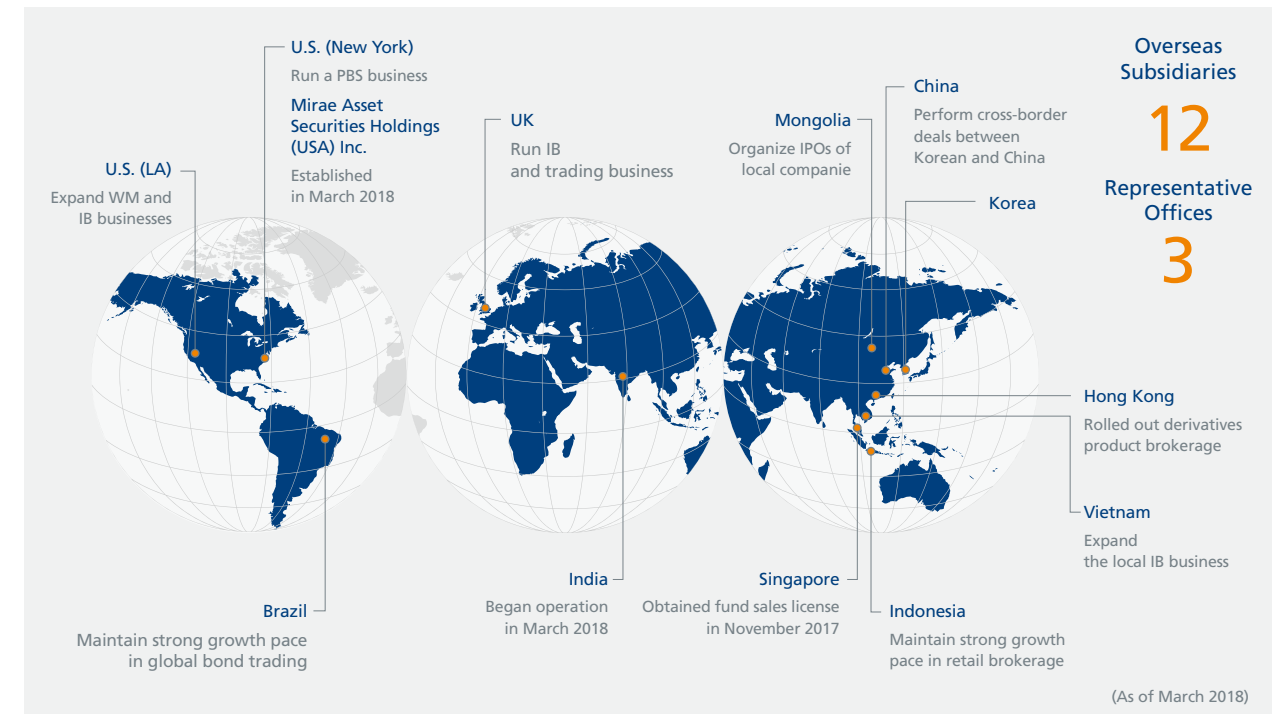 U.S. (New York)
Run a PBS business
Mirae Asset
Securities Holdings
(USA) Inc.
Established
in March 2018
U.S. (LA)
Expand WM and
IB businesses
UK
Run IB
and trading business
Mongolia
Organize IPOs of
local companie
China
Perform cross-border
deals between
Korean and China
Korea
Overseas
Subsidiaries
12
Representative
Offices
3
Hong Kong
Rolled out derivatives
product brokerage
Vietnam
Expand
the local IB business
Brazil
Maintain strong growth pace
in global bond trading
India
Began operation
in March 2018
Singapore
Obtained fund sales license
in November 2017
Indonesia
Maintain strong growth
pace in retail brokerage
(As of March 2018)